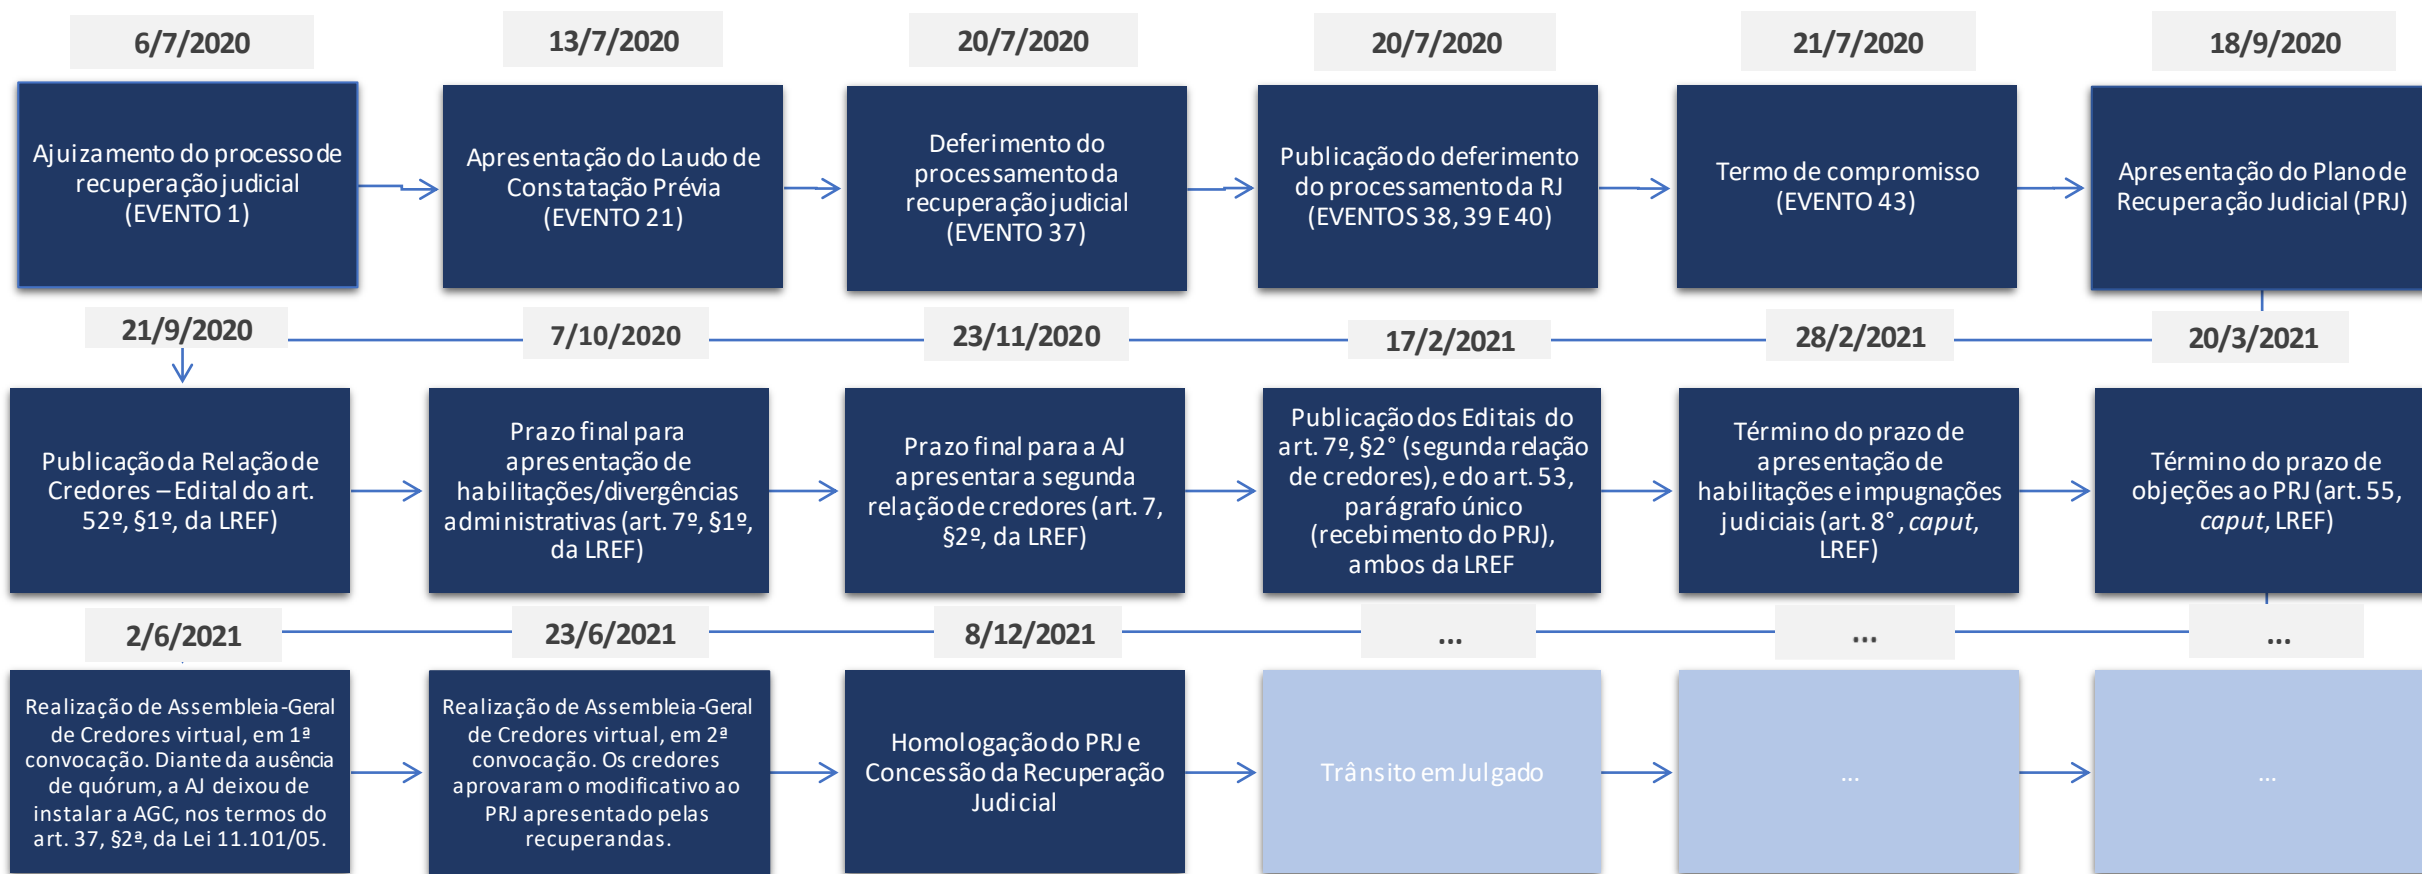 6/7/2020
13/7/2020
20/7/2020
20/7/2020
21/7/2020
18/9/2020
Ajuizamento do processo de
recuperação judicial
(EVENTO 1)
Apresentação do Laudo de
Constatação Prévia
(EVENTO 21)
Deferimento do
processamento da
recuperação judicial
(EVENTO 37)
Publicação do deferimento
do processamento da RJ
(EVENTOS 38, 39 E 40)
Termo de compromisso
(EVENTO 43)
Apresentação do Plano de
Recuperação Judicial (PRJ)
21/9/2020
7/10/2020
23/11/2020
17/2/2021
28/2/2021
20/3/2021
Publicação da Relação de
Credores – Edital do art.
52º, §1º, da LREF)
Prazo final para
apresentação de
habilitações/divergências
administrativas (art. 7º, §1º,
da LREF)
Prazo final para a AJ
apresentar a segunda
relação de credores (art. 7,
§2º, da LREF)
Publicação dos Editais do
art. 7º, §2° (segunda relação
de credores), e do art. 53,
parágrafo único
(recebimento do PRJ),
ambos da LREF
Término do prazo de
apresentação de
habilitações e impugnações
judiciais (art. 8° , caput,
LREF)
Término do prazo de
objeções ao PRJ (art. 55,
caput, LREF)
2/6/2021
23/6/2021
8/12/2021
...
...
...
Realização de Assembleia-Geral
de Credores virtual, em 1ª
convocação. Diante da ausência
de quórum, a AJ deixou de
instalar a AGC, nos termos do
art. 37, §2ª, da Lei 11.101/05.
Realização de Assembleia-Geral
de Credores virtual, em 2ª
convocação. Os credores
aprovaram o modificativo ao
PRJ apresentado pelas
recuperandas.
Homologação do PRJ e
Concessão da Recuperação
Judicial
Trânsito em Julgado
...
...